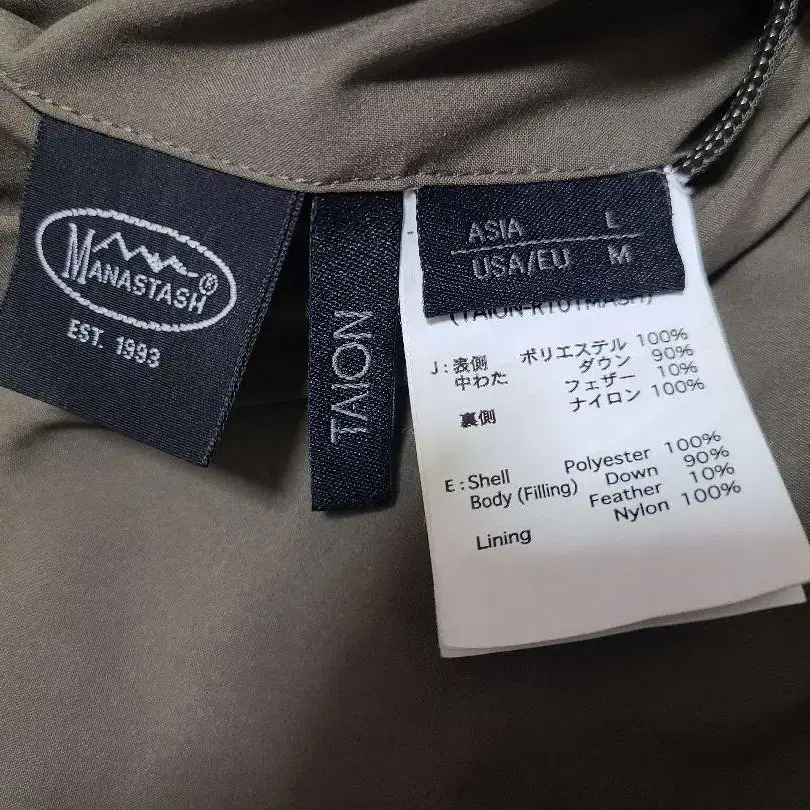 MANASTASH®
EST. 1993
TAION
ASIA L
USA/EU M
J:表側 ポリエステル 100%
中わた ダウン 90%
フェザー 10%
裏側 ナイロン 100%
E:Shell Polyester 100%
Body (Filling) Down 90%
Feather 10%
Lining Nylon 100%